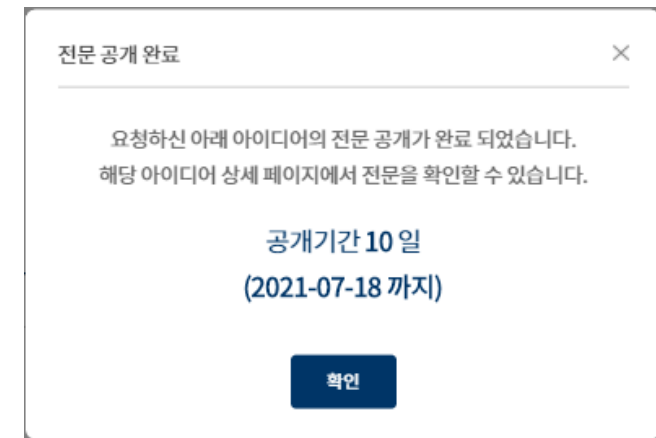 전문 공개 완료
요청하신 아래 아이디어의 전문 공개가 완료 되었습니다.
해당 아이디어 상세 페이지에서 전문을 확인할 수 있습니다.
공개기간 10 일
(2021-07-18 까지)
확인